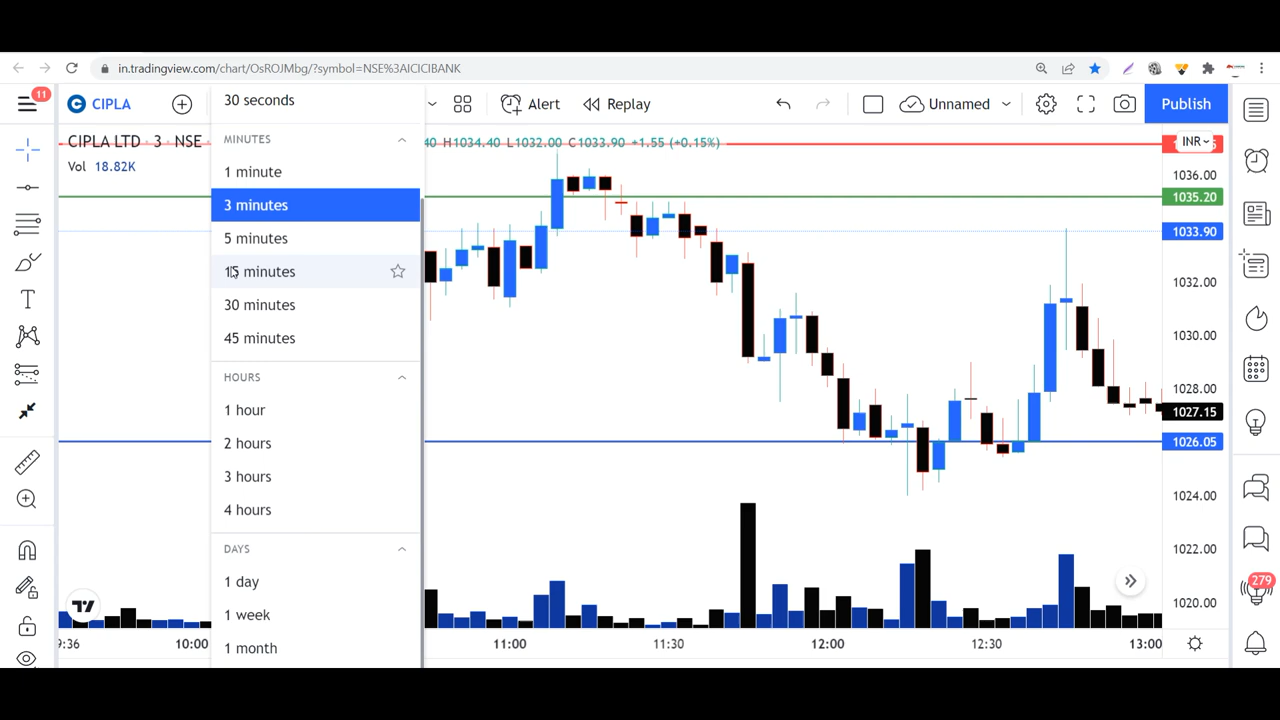 in.tradingview.com/chart/OsROJMbg/?symbol=NSE%3AICICIBANK
11
CIPLA
30 seconds
Alert
Replay
Unnamed
Publish
CIPLA LTD · 3 · NSE
40 H1034.40 L1032.00 C1033.90 +1.55 (+0.15%)
INR
Vol 18.82K
MINUTES
1 minute
3 minutes
5 minutes
15 minutes
30 minutes
45 minutes
HOURS
1 hour
2 hours
3 hours
4 hours
DAYS
1 day
1 week
1 month
1036.00
1035.20
1033.90
1032.00
1030.00
1028.00
1027.15
1026.05
1024.00
1022.00
1020.00
279
9:36
10:00
11:00
11:30
12:00
12:30
13:00